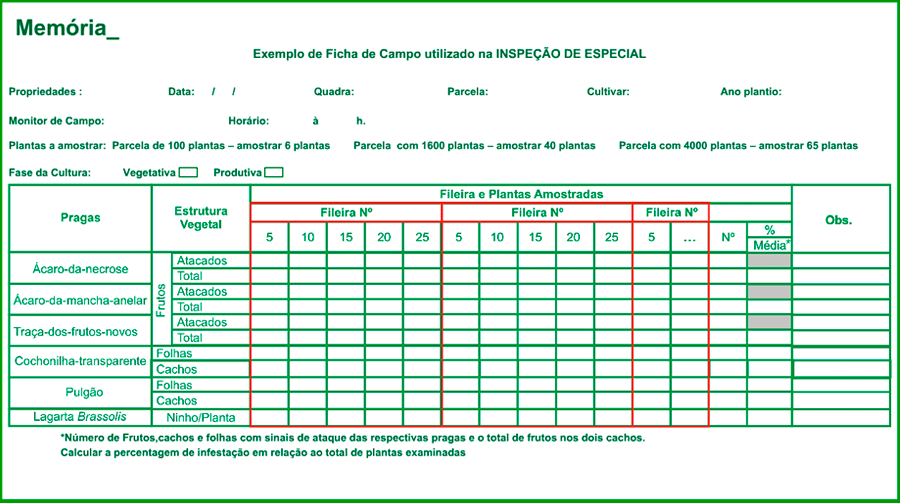 Memória_
Exemplo de Ficha de Campo utilizado na INSPEÇÃO DE ESPECIAL
Propriedades : Data: / / Quadra: Parcela: Cultivar: Ano plantio:
Monitor de Campo: Horário: à h.
Plantas a amostrar: Parcela de 100 plantas – amostrar 6 plantas Parcela com 1600 plantas – amostrar 40 plantas Parcela com 4000 plantas – amostrar 65 plantas
Fase da Cultura: Vegetativa Produtiva
Pragas Estrutura Vegetal Fileira e Plantas Amostradas Obs.
Fileira Nº Fileira Nº Fileira Nº
5 10 15 20 25 5 10 15 20 25 5 ... Nº % Média*
Ácaro-da-necrose Frutos Atacados
Total
Ácaro-da-mancha-anelar Atacados
Total
Traça-dos-frutos-novos Atacados
Total
Cochonilha-transparente Folhas
Cachos
Pulgão Folhas
Cachos
Lagarta Brassolis Ninho/Planta
*Número de Frutos,cachos e folhas com sinais de ataque das respectivas pragas e o total de frutos nos dois cachos.
Calcular a percentagem de infestação em relação ao total de plantas examinadas